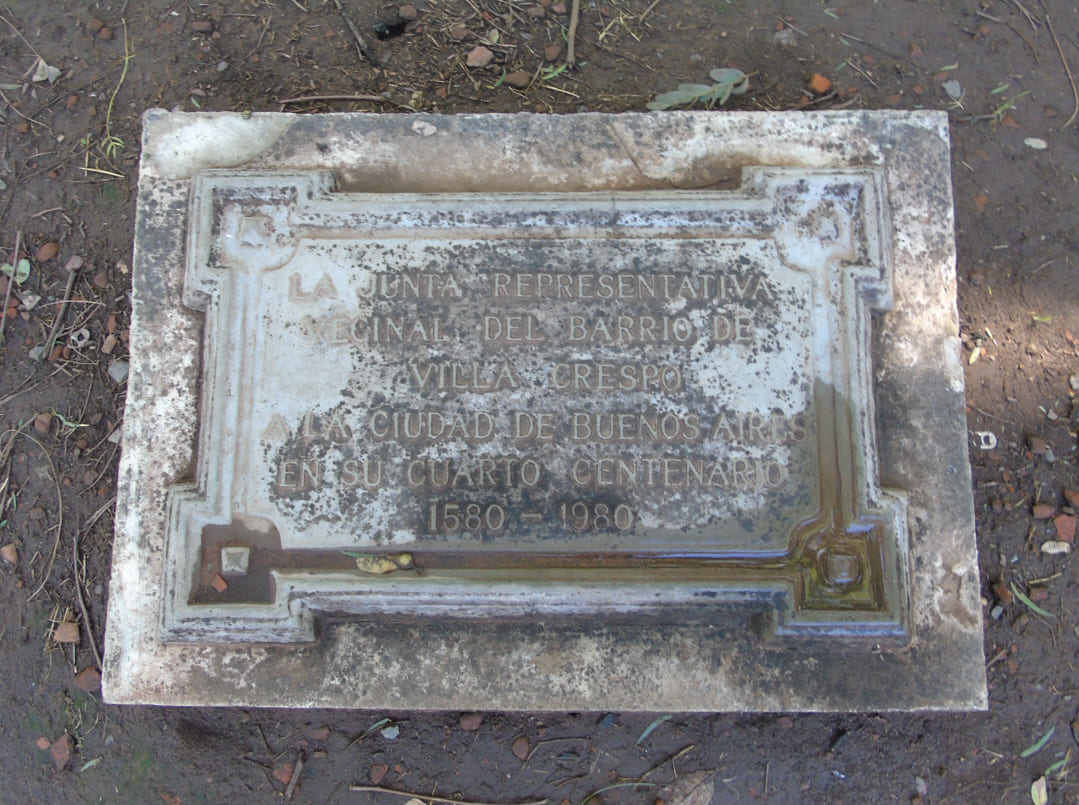 LA JUNTA REPRESENTATIVA
VECINAL DEL BARRIO DE
VILLA CRESPO
A LA CIUDAD DE BUENOS AIRES
EN SU CUARTO CENTENARIO
1580 - 1980